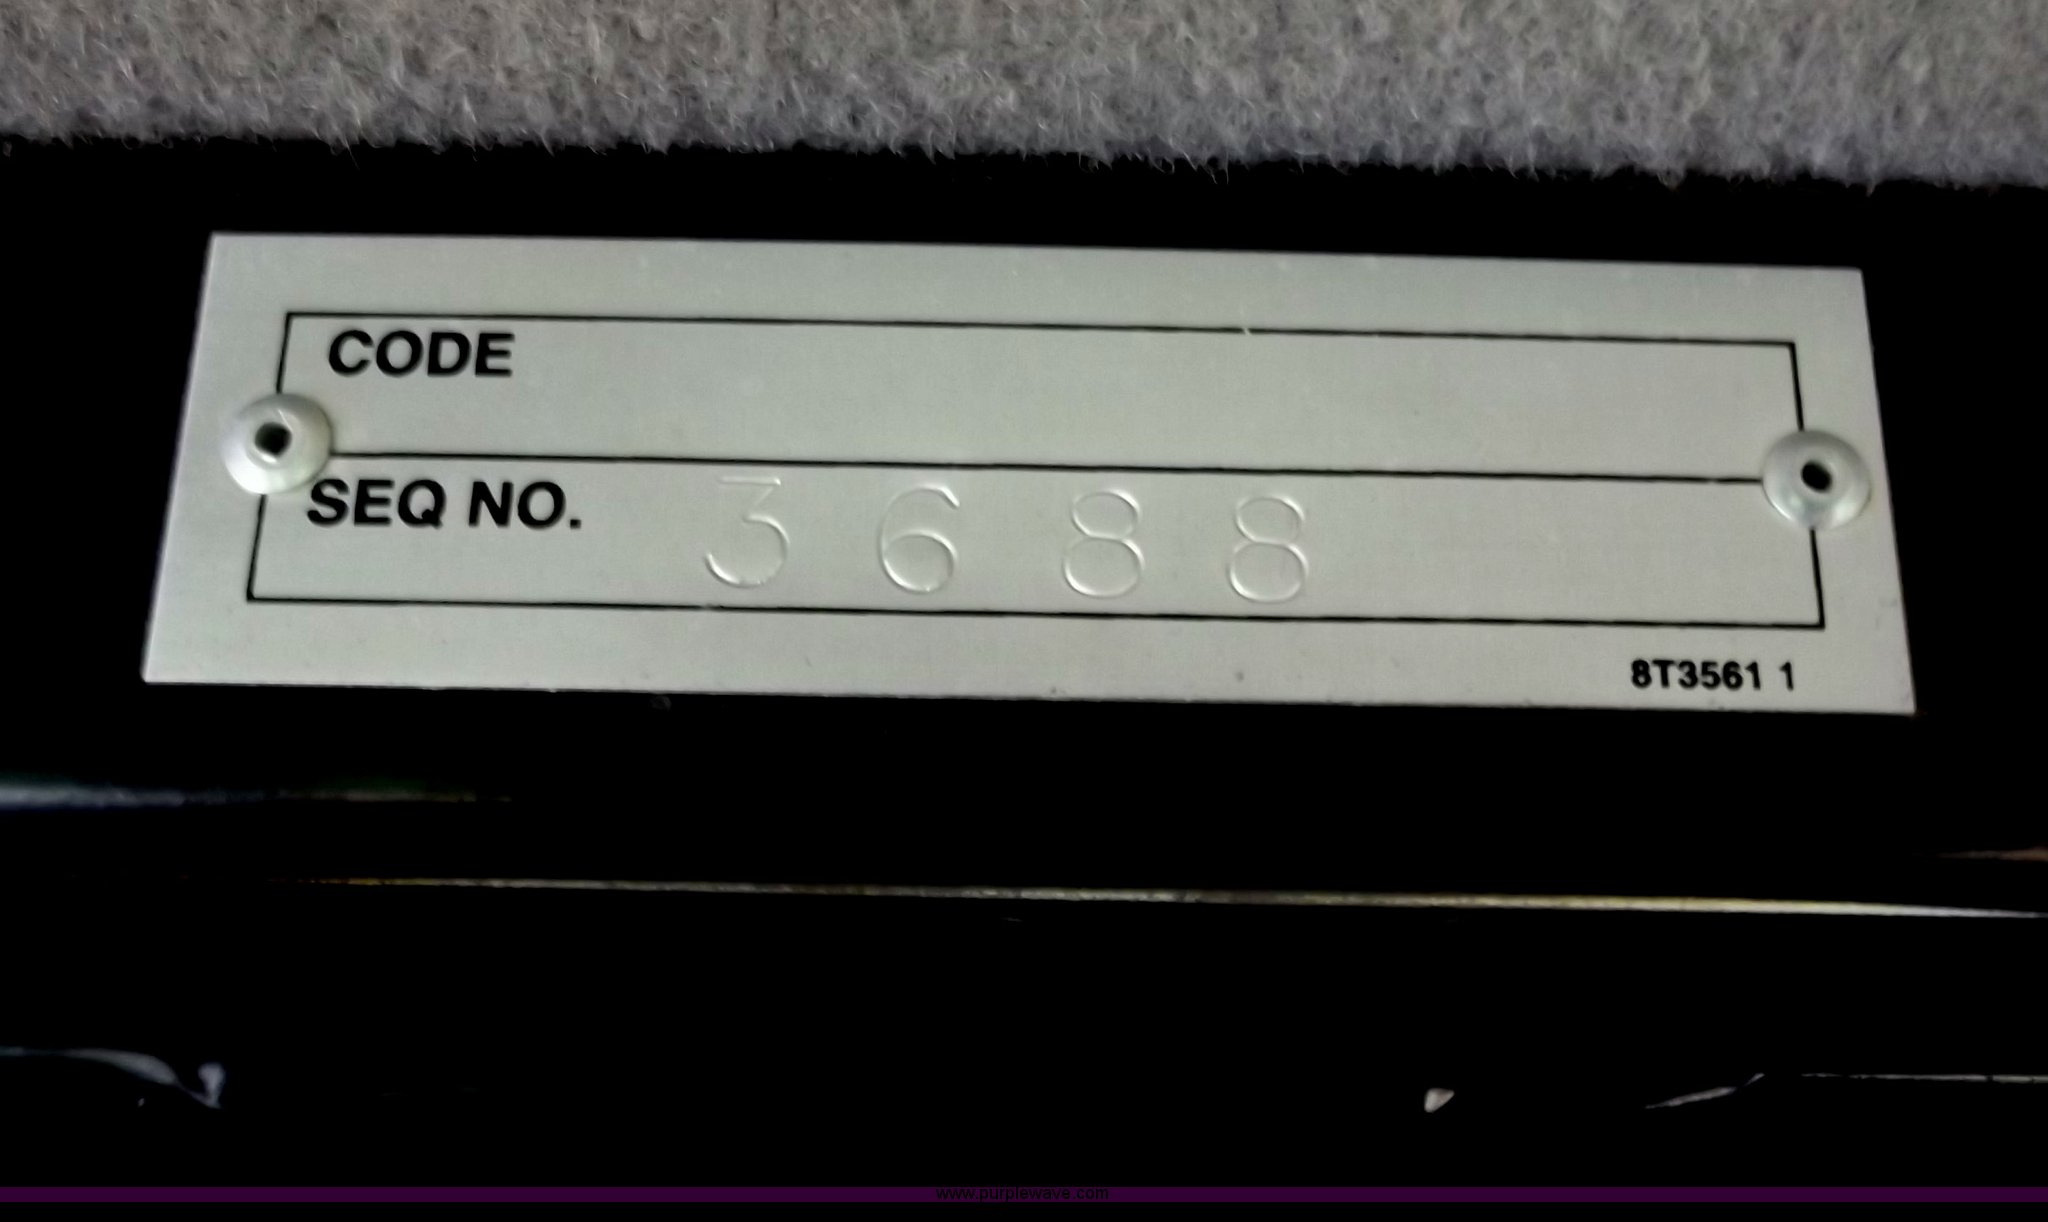 CODE
SEQ NO. 3688
8T3561 1
www.purplewave.com